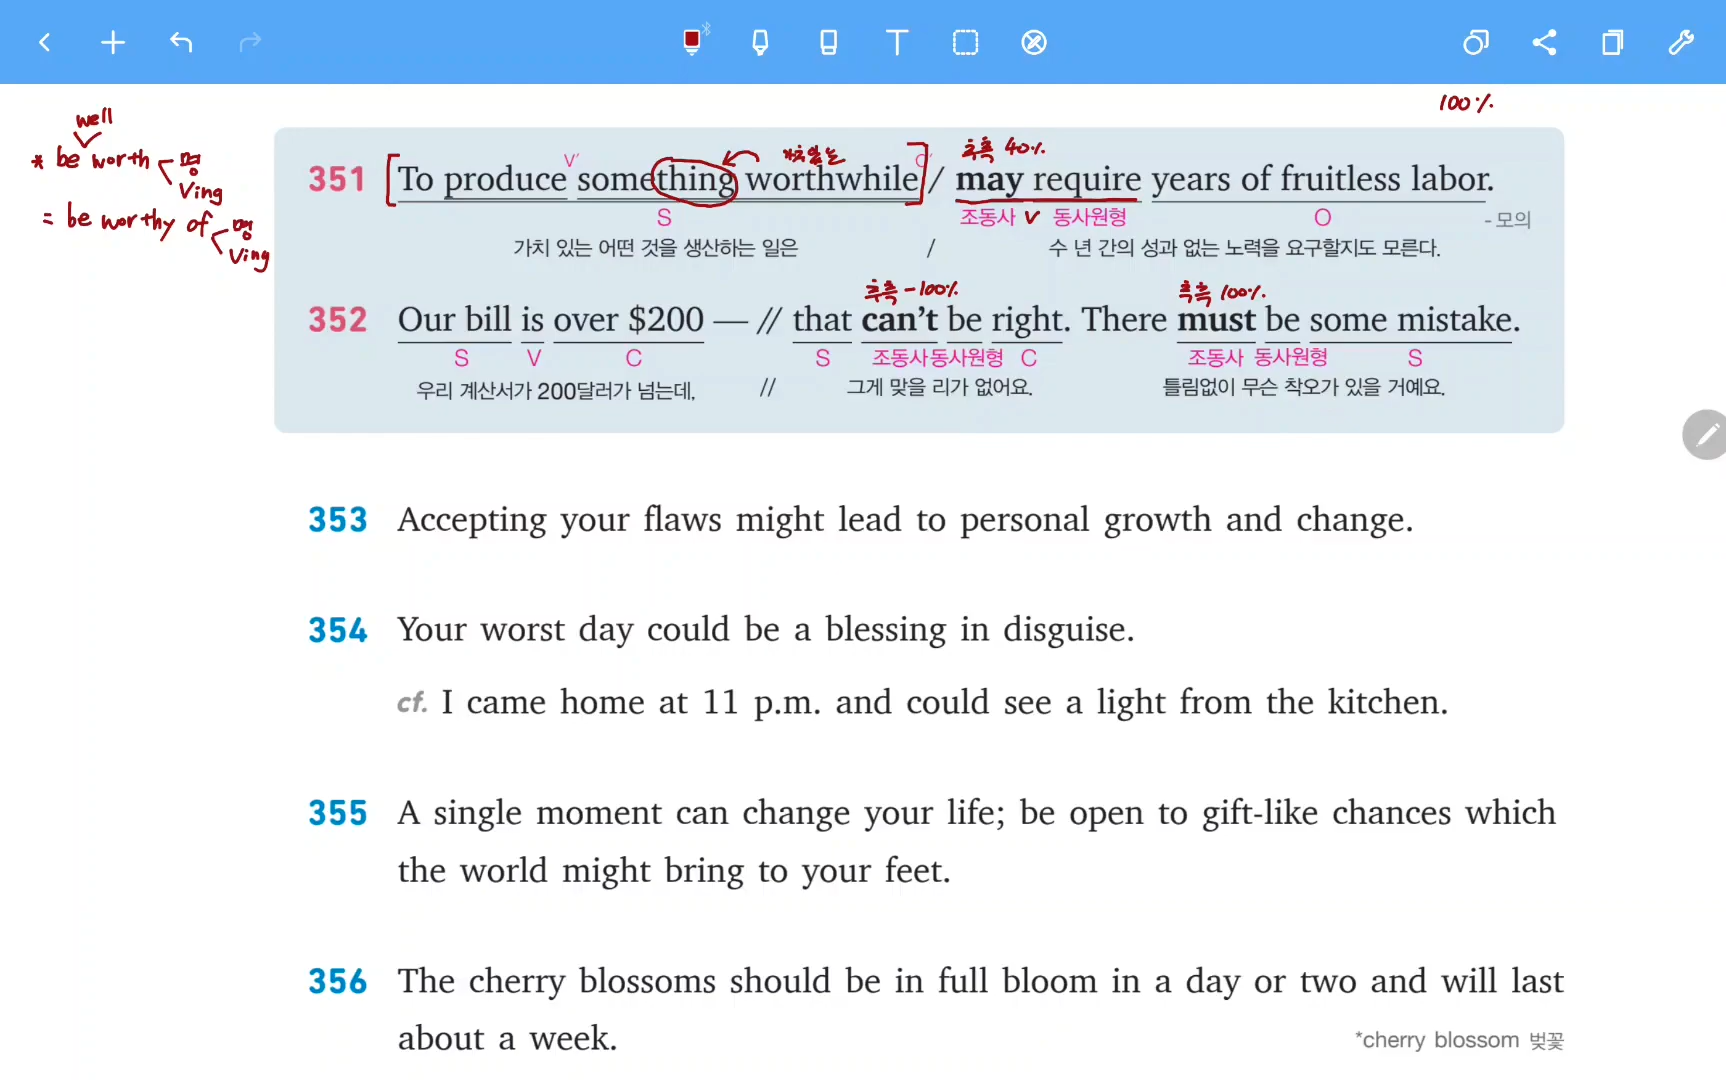 100%
well
* be worth 명
Ving
= be worthy of 명
Ving
V′ 가치있는 C′ 추측 40%
351 To produce something worthwhile / may require years of fruitless labor.
S 조동사 V 동사원형 O - 모의
가치 있는 어떤 것을 생산하는 일은 / 수 년 간의 성과 없는 노력을 요구할지도 모른다.
추측 -100% 추측 100%
352 Our bill is over $200 — // that can't be right. There must be some mistake.
S V C S 조동사 동사원형 C 조동사 동사원형 S
우리 계산서가 200달러가 넘는데, // 그게 맞을 리가 없어요. 틀림없이 무슨 착오가 있을 거예요.
353 Accepting your flaws might lead to personal growth and change.
354 Your worst day could be a blessing in disguise.
cf. I came home at 11 p.m. and could see a light from the kitchen.
355 A single moment can change your life; be open to gift-like chances which
the world might bring to your feet.
356 The cherry blossoms should be in full bloom in a day or two and will last
about a week.
*cherry blossom 벚꽃